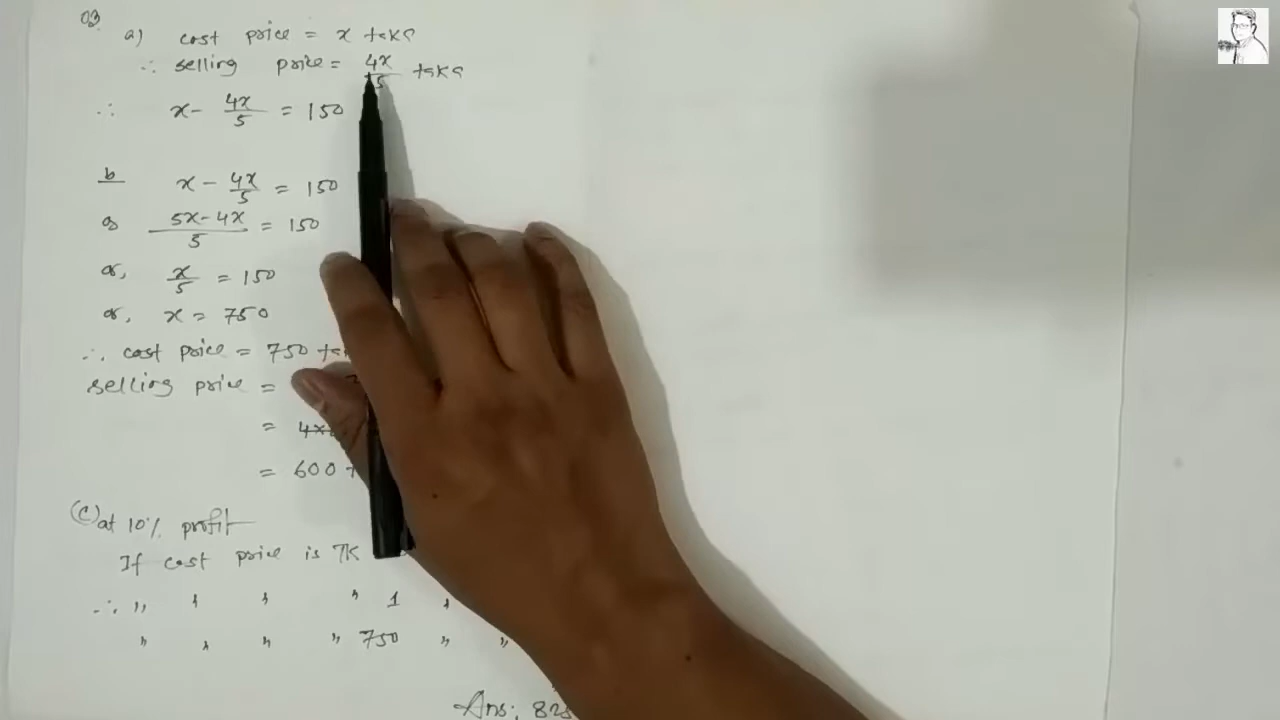 03.
a) cost price = x taka
∴ selling price = 4x/5 taka
∴ x - 4x/5 = 150
b x - 4x/5 = 150
or 5x-4x/5 = 150
or, x/5 = 150
or, x = 750
∴ cost price = 750
selling price =
=
= 600
(C) at 10% profit
If cost price is TK
∴ " " " " 1 "
" " " " 750 " "
Ans: